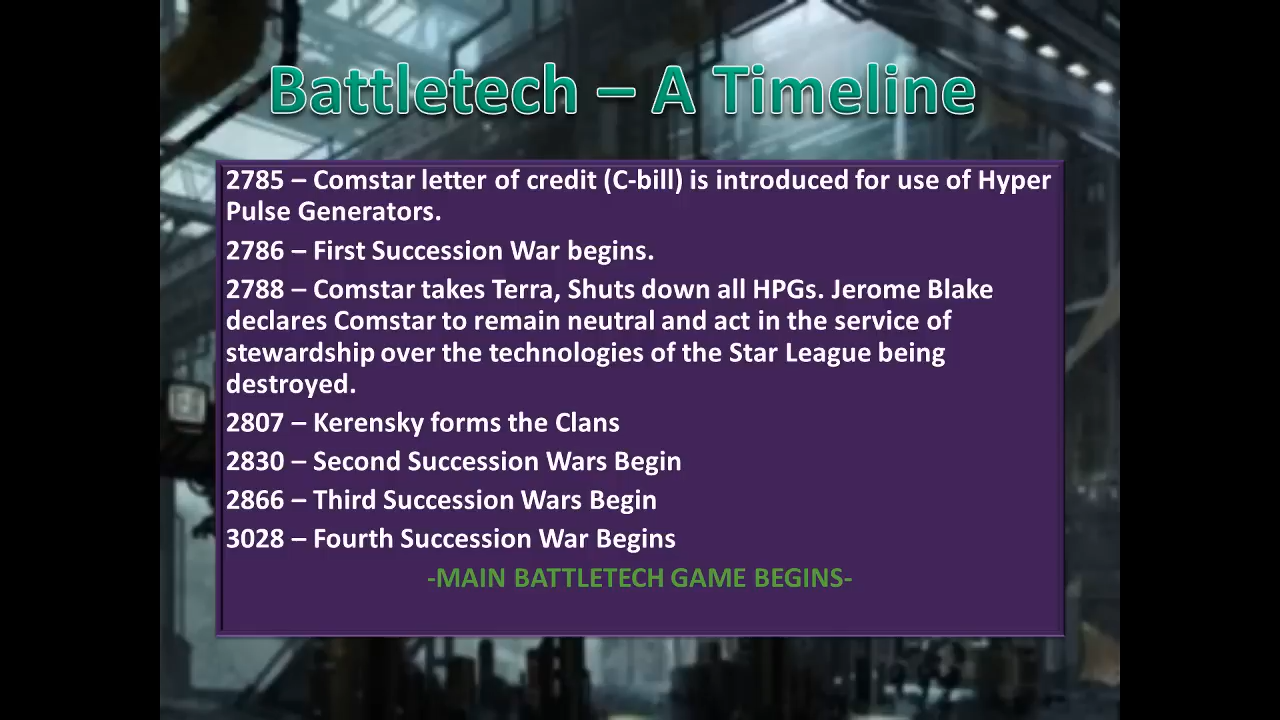 Battletech – A Timeline
2785 – Comstar letter of credit (C-bill) is introduced for use of Hyper
Pulse Generators.
2786 – First Succession War begins.
2788 – Comstar takes Terra, Shuts down all HPGs. Jerome Blake
declares Comstar to remain neutral and act in the service of
stewardship over the technologies of the Star League being
destroyed.
2807 – Kerensky forms the Clans
2830 – Second Succession Wars Begin
2866 – Third Succession Wars Begin
3028 – Fourth Succession War Begins
-MAIN BATTLETECH GAME BEGINS-